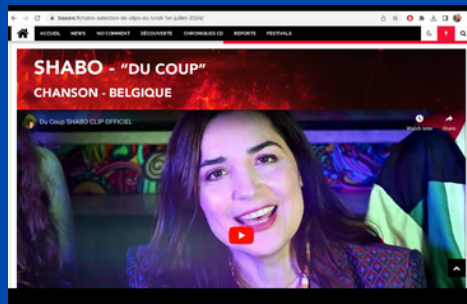 baware.fr/notre-selection-de-clips-du-lundi-1er-juillet-2024/
ACCUEIL NEWS NO COMMENT DÉCOUVERTE CHRONIQUES CD REPORTS FESTIVALS
SHABO - "DU COUP"
CHANSON - BELGIQUE
Du Coup SHABO CLIP OFFICIEL
Watch later Share